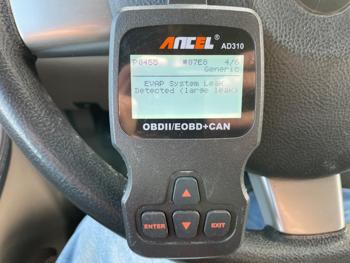 ANCEL ®
AD310
P0455 $07E8 4/6
Generic
EVAP System Leak
Detected (large leak)
OBDII/EOBD+CAN
ENTER
EXIT